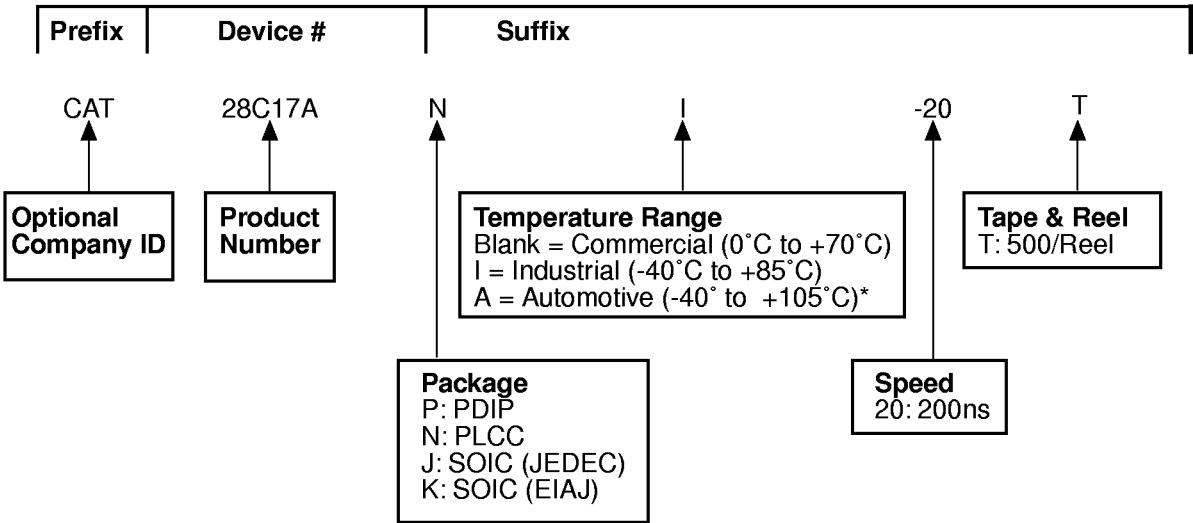 Prefix Device # Suffix
CAT 28C17A N I -20 T
Optional
Company ID
Product
Number
Temperature Range
Blank = Commercial (0˚C to +70˚C)
I = Industrial (-40˚C to +85˚C)
A = Automotive (-40˚ to +105˚C)*
Tape & Reel
T: 500/Reel
Package
P: PDIP
N: PLCC
J: SOIC (JEDEC)
K: SOIC (EIAJ)
Speed
20: 200ns